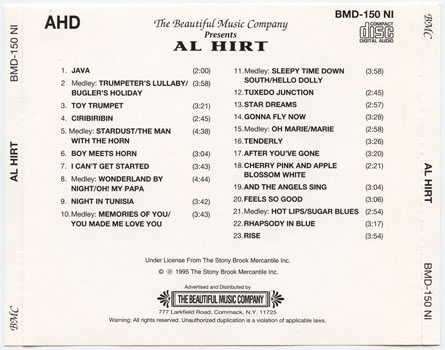 AHD
BMD-150 NI
The Beautiful Music Company
Presents
AL HIRT
BMD-150 NI
COMPACT
disc
DIGITAL AUDIO
1. JAVA (2:00)
2 Medley: TRUMPETER'S LULLABY/ (3:58)
BUGLER'S HOLIDAY
3. TOY TRUMPET (3:21)
4. CIRIBIRIBIN (2:45)
5. Medley: STARDUST/THE MAN (4:38)
WITH THE HORN
6. BOY MEETS HORN (3:04)
7. I CAN'T GET STARTED (3:43)
8. Medley: WONDERLAND BY (4:44)
NIGHT/OH! MY PAPA
9. NIGHT IN TUNISIA (3:42)
10. Medley: MEMORIES OF YOU/ (3:43)
YOU MADE ME LOVE YOU
11. Medley: SLEEPY TIME DOWN (3:58)
SOUTH/HELLO DOLLY
12. TUXEDO JUNCTION (2:45)
13. STAR DREAMS (2:57)
14. GONNA FLY NOW (3:28)
15. Medley: OH MARIE/MARIE (2:58)
16. TENDERLY (3:26)
17. AFTER YOU'VE GONE (3:20)
18. CHERRY PINK AND APPLE (2:21)
BLOSSOM WHITE
19. AND THE ANGELS SING (3:04)
20. FEELS SO GOOD (3:06)
21. Medley: HOT LIPS/SUGAR BLUES (2:54)
22. RHAPSODY IN BLUE (3:17)
23. RISE (3:54)
AL HIRT
AL HIRT
Under License From The Stony Brook Mercantile Inc.
© ℗ 1995 The Stony Brook Mercantile Inc.
Advertised and Distributed by
THE BEAUTIFUL MUSIC COMPANY
777 Larkfield Road, Commack, N.Y. 11725
Warning: All rights reserved. Unauthorized duplication is a violation of applicable laws.
BMC
BMD-150 NI
BMC